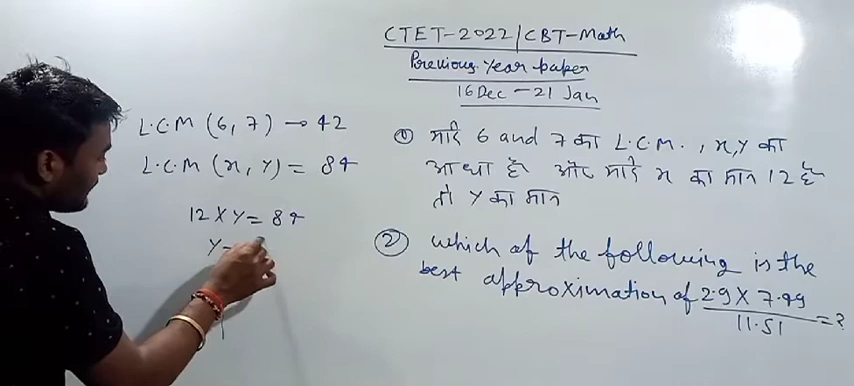 CTET-2022/CBT-Math
Previous Year paper
16 Dec - 21 Jan
L.C.M (6, 7) → 42
L.C.M (x, y) = 84
12 X Y = 84
Y =
① यदि 6 and 7 का L.C.M., x, y का
आधा है। और यदि x का मान 12 है
तो Y का मान
② which of the following is the
best approximation of 2.9 X 7.99 / 11.51 = ?